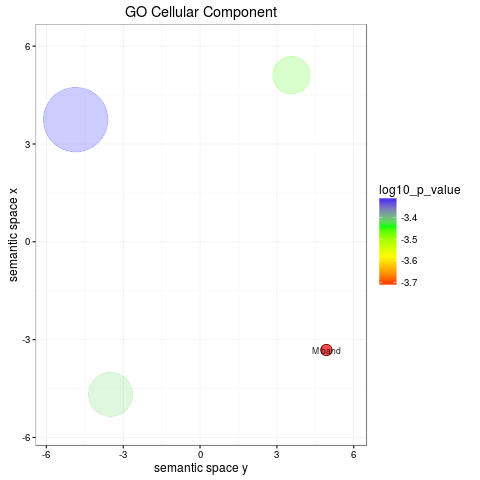 GO Cellular Component
6
3
0
-3
-6
semantic space x
-6
-3
0
3
6
semantic space y
M band
log10_p_value
-3.4
-3.5
-3.6
-3.7